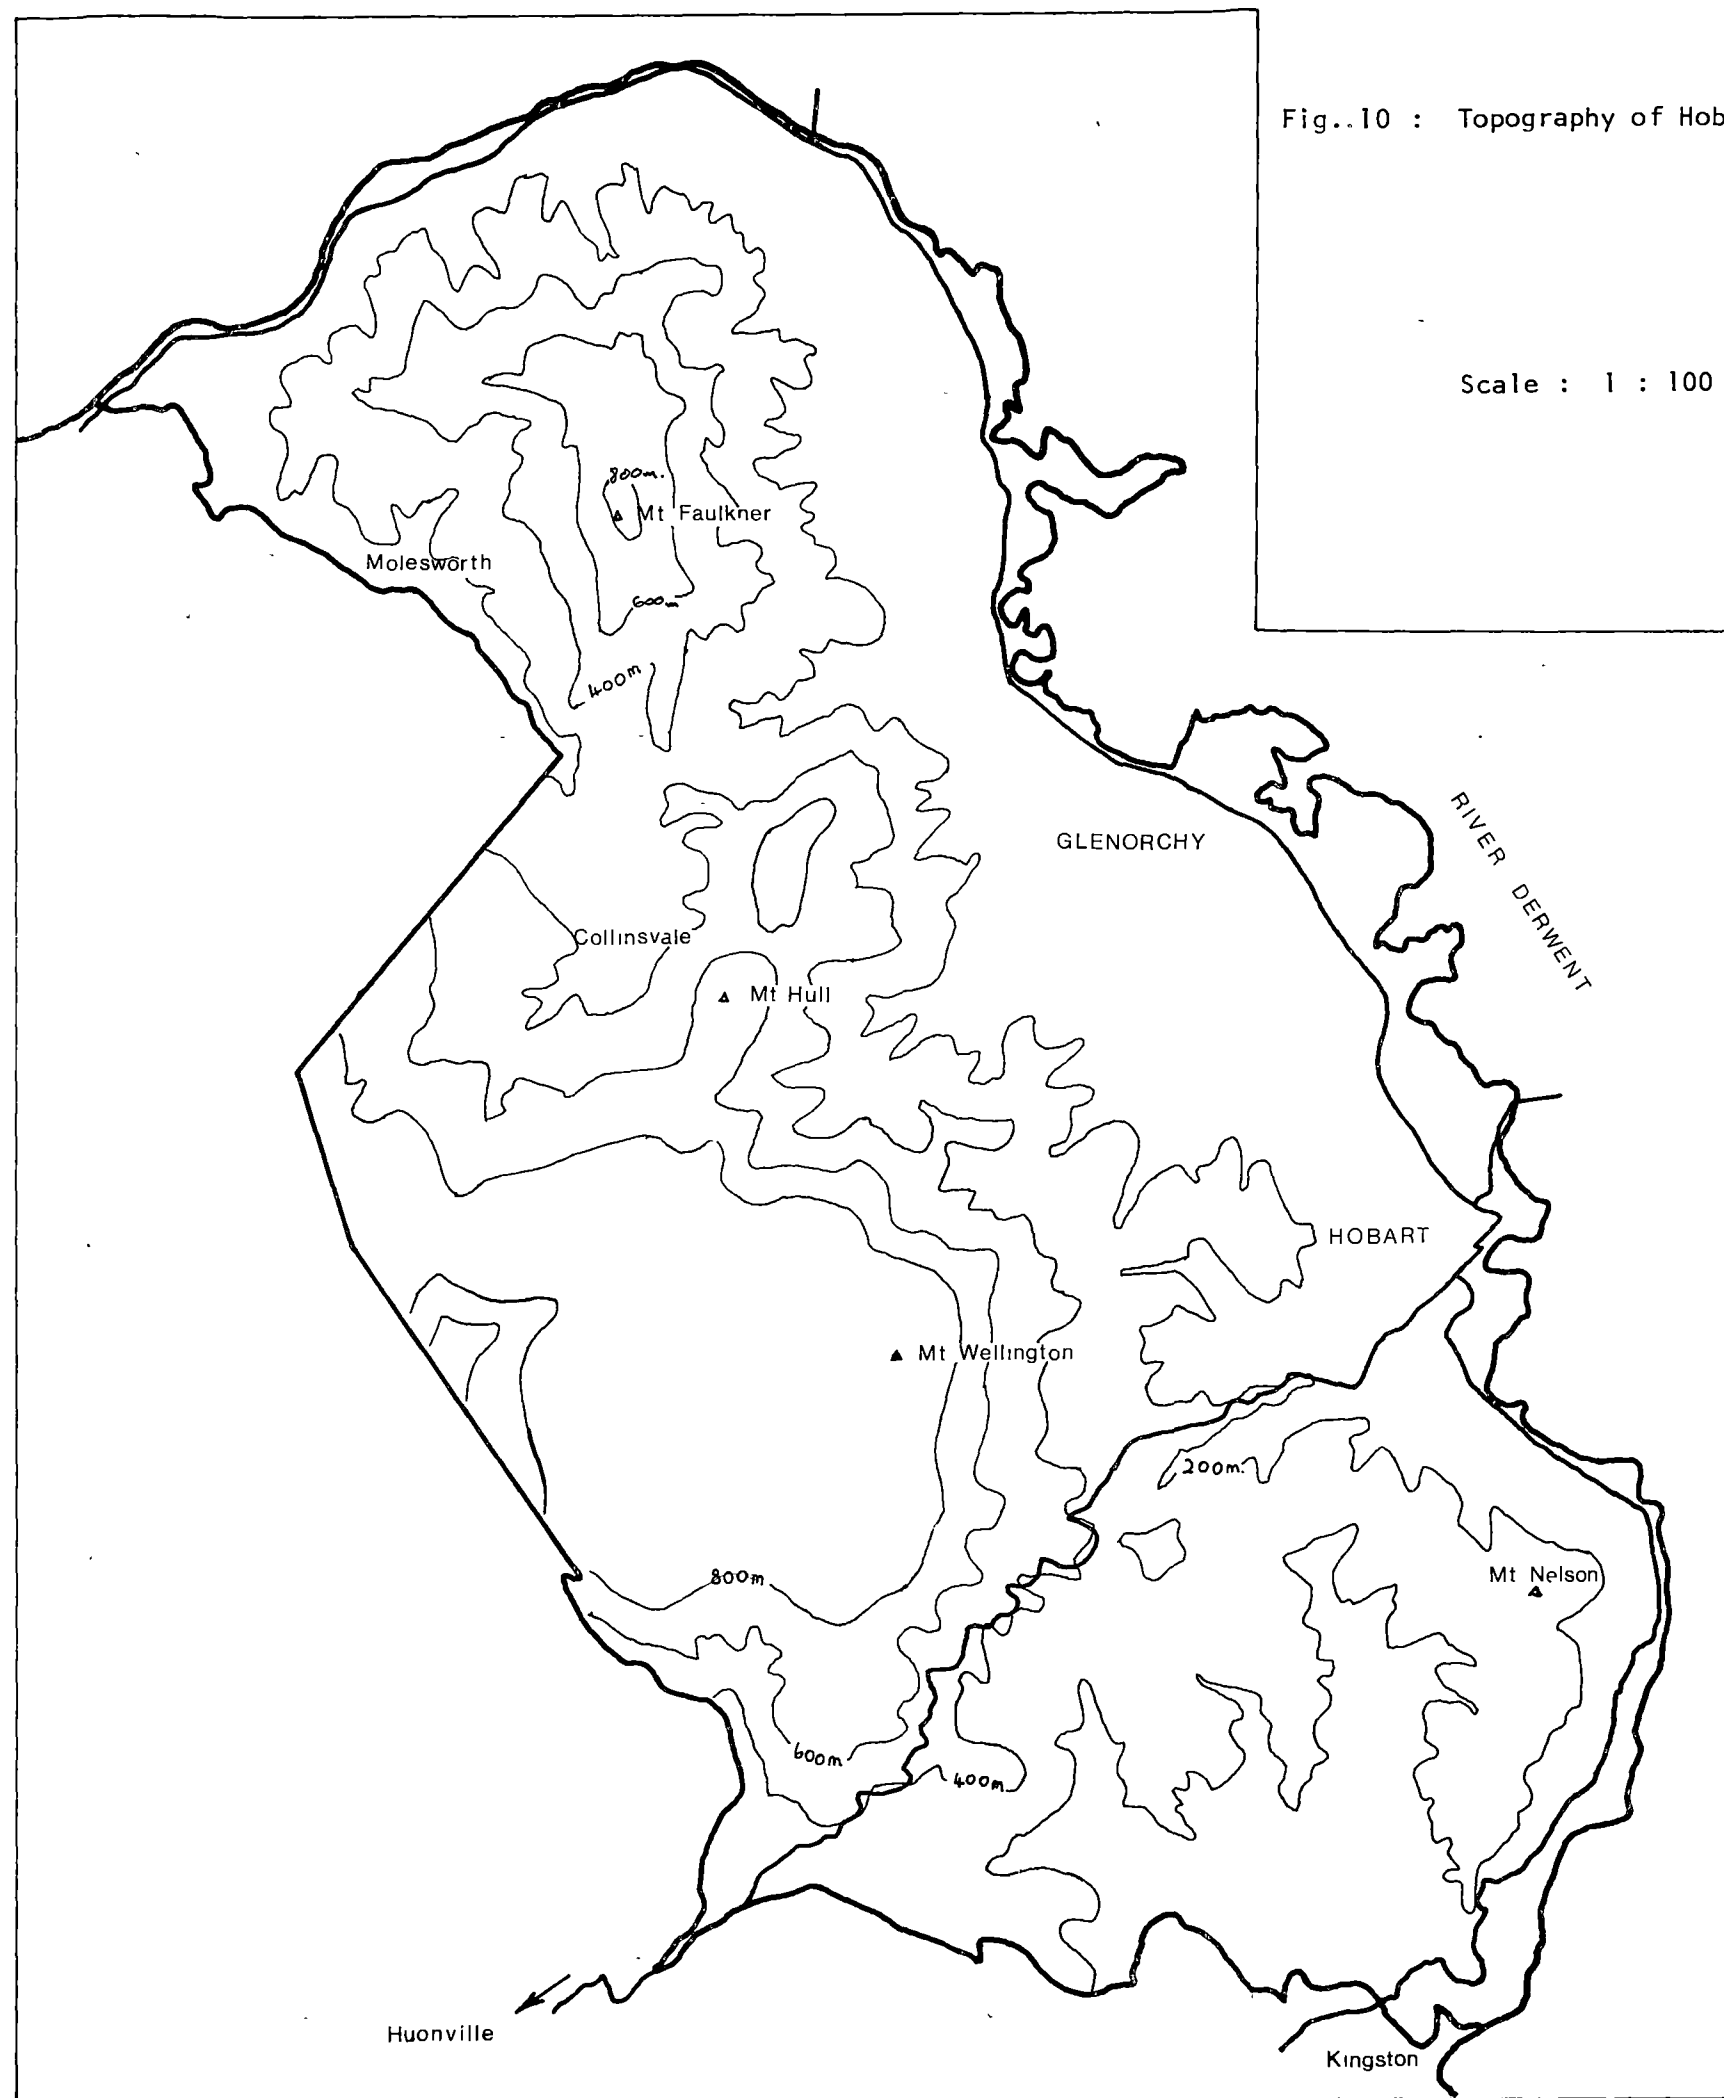 Fig..10 : Topography of Hob
Scale : 1 : 100
800m.
Mt Faulkner
Molesworth
600m
400m
GLENORCHY
RIVER DERWENT
Collinsvale
Mt Hull
HOBART
Mt Wellington
200m.
Mt Nelson
800m
600m
400m
Huonville
Kingston